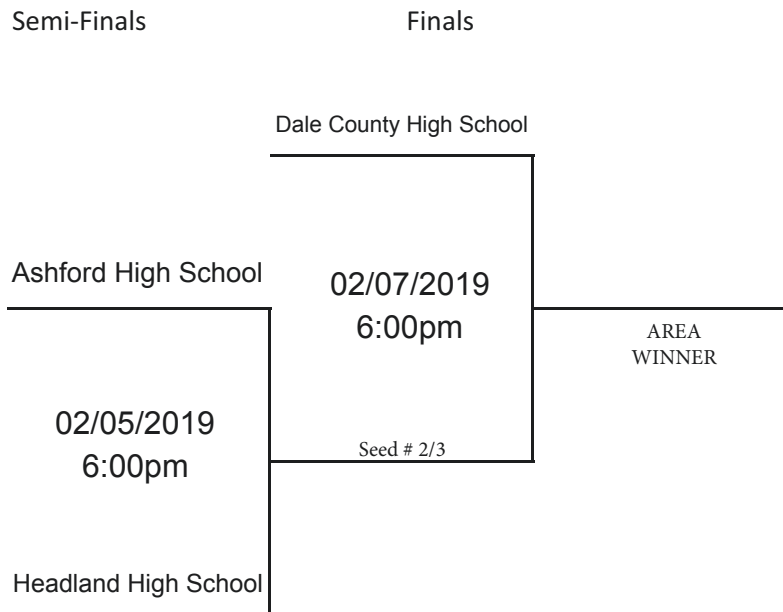 Semi-Finals
Finals
Dale County High School
Ashford High School
02/07/2019
6:00pm
AREA
WINNER
02/05/2019
6:00pm
Seed # 2/3
Headland High School